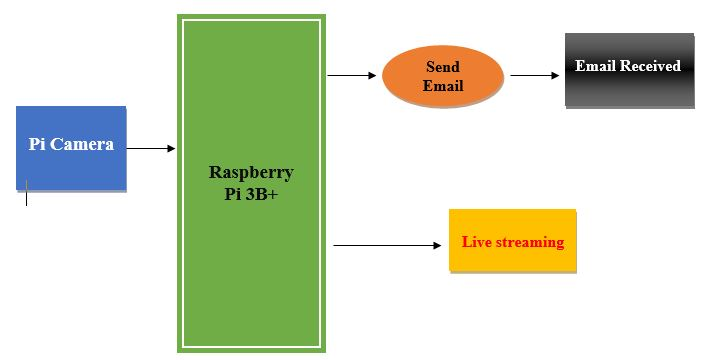 Pi Camera
Raspberry
Pi 3B+
Send
Email
Email Received
Live streaming